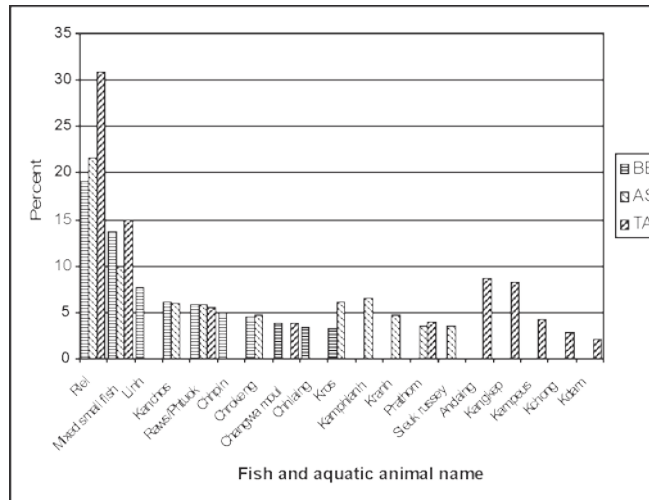 35
30
25
20
15
10
5
0
Percent
Riel
Mixed small fish
Linh
Kanchos
Raws/Phtuok
Chhpin
Chrokeng
Changwa moul
Chhlang
Kros
Kamphlianh
Kranh
Prathom
Sleuk russey
Andaing
Kangkep
Kampeus
Kchong
Kdam
Fish and aquatic animal name
BE
AS
TA